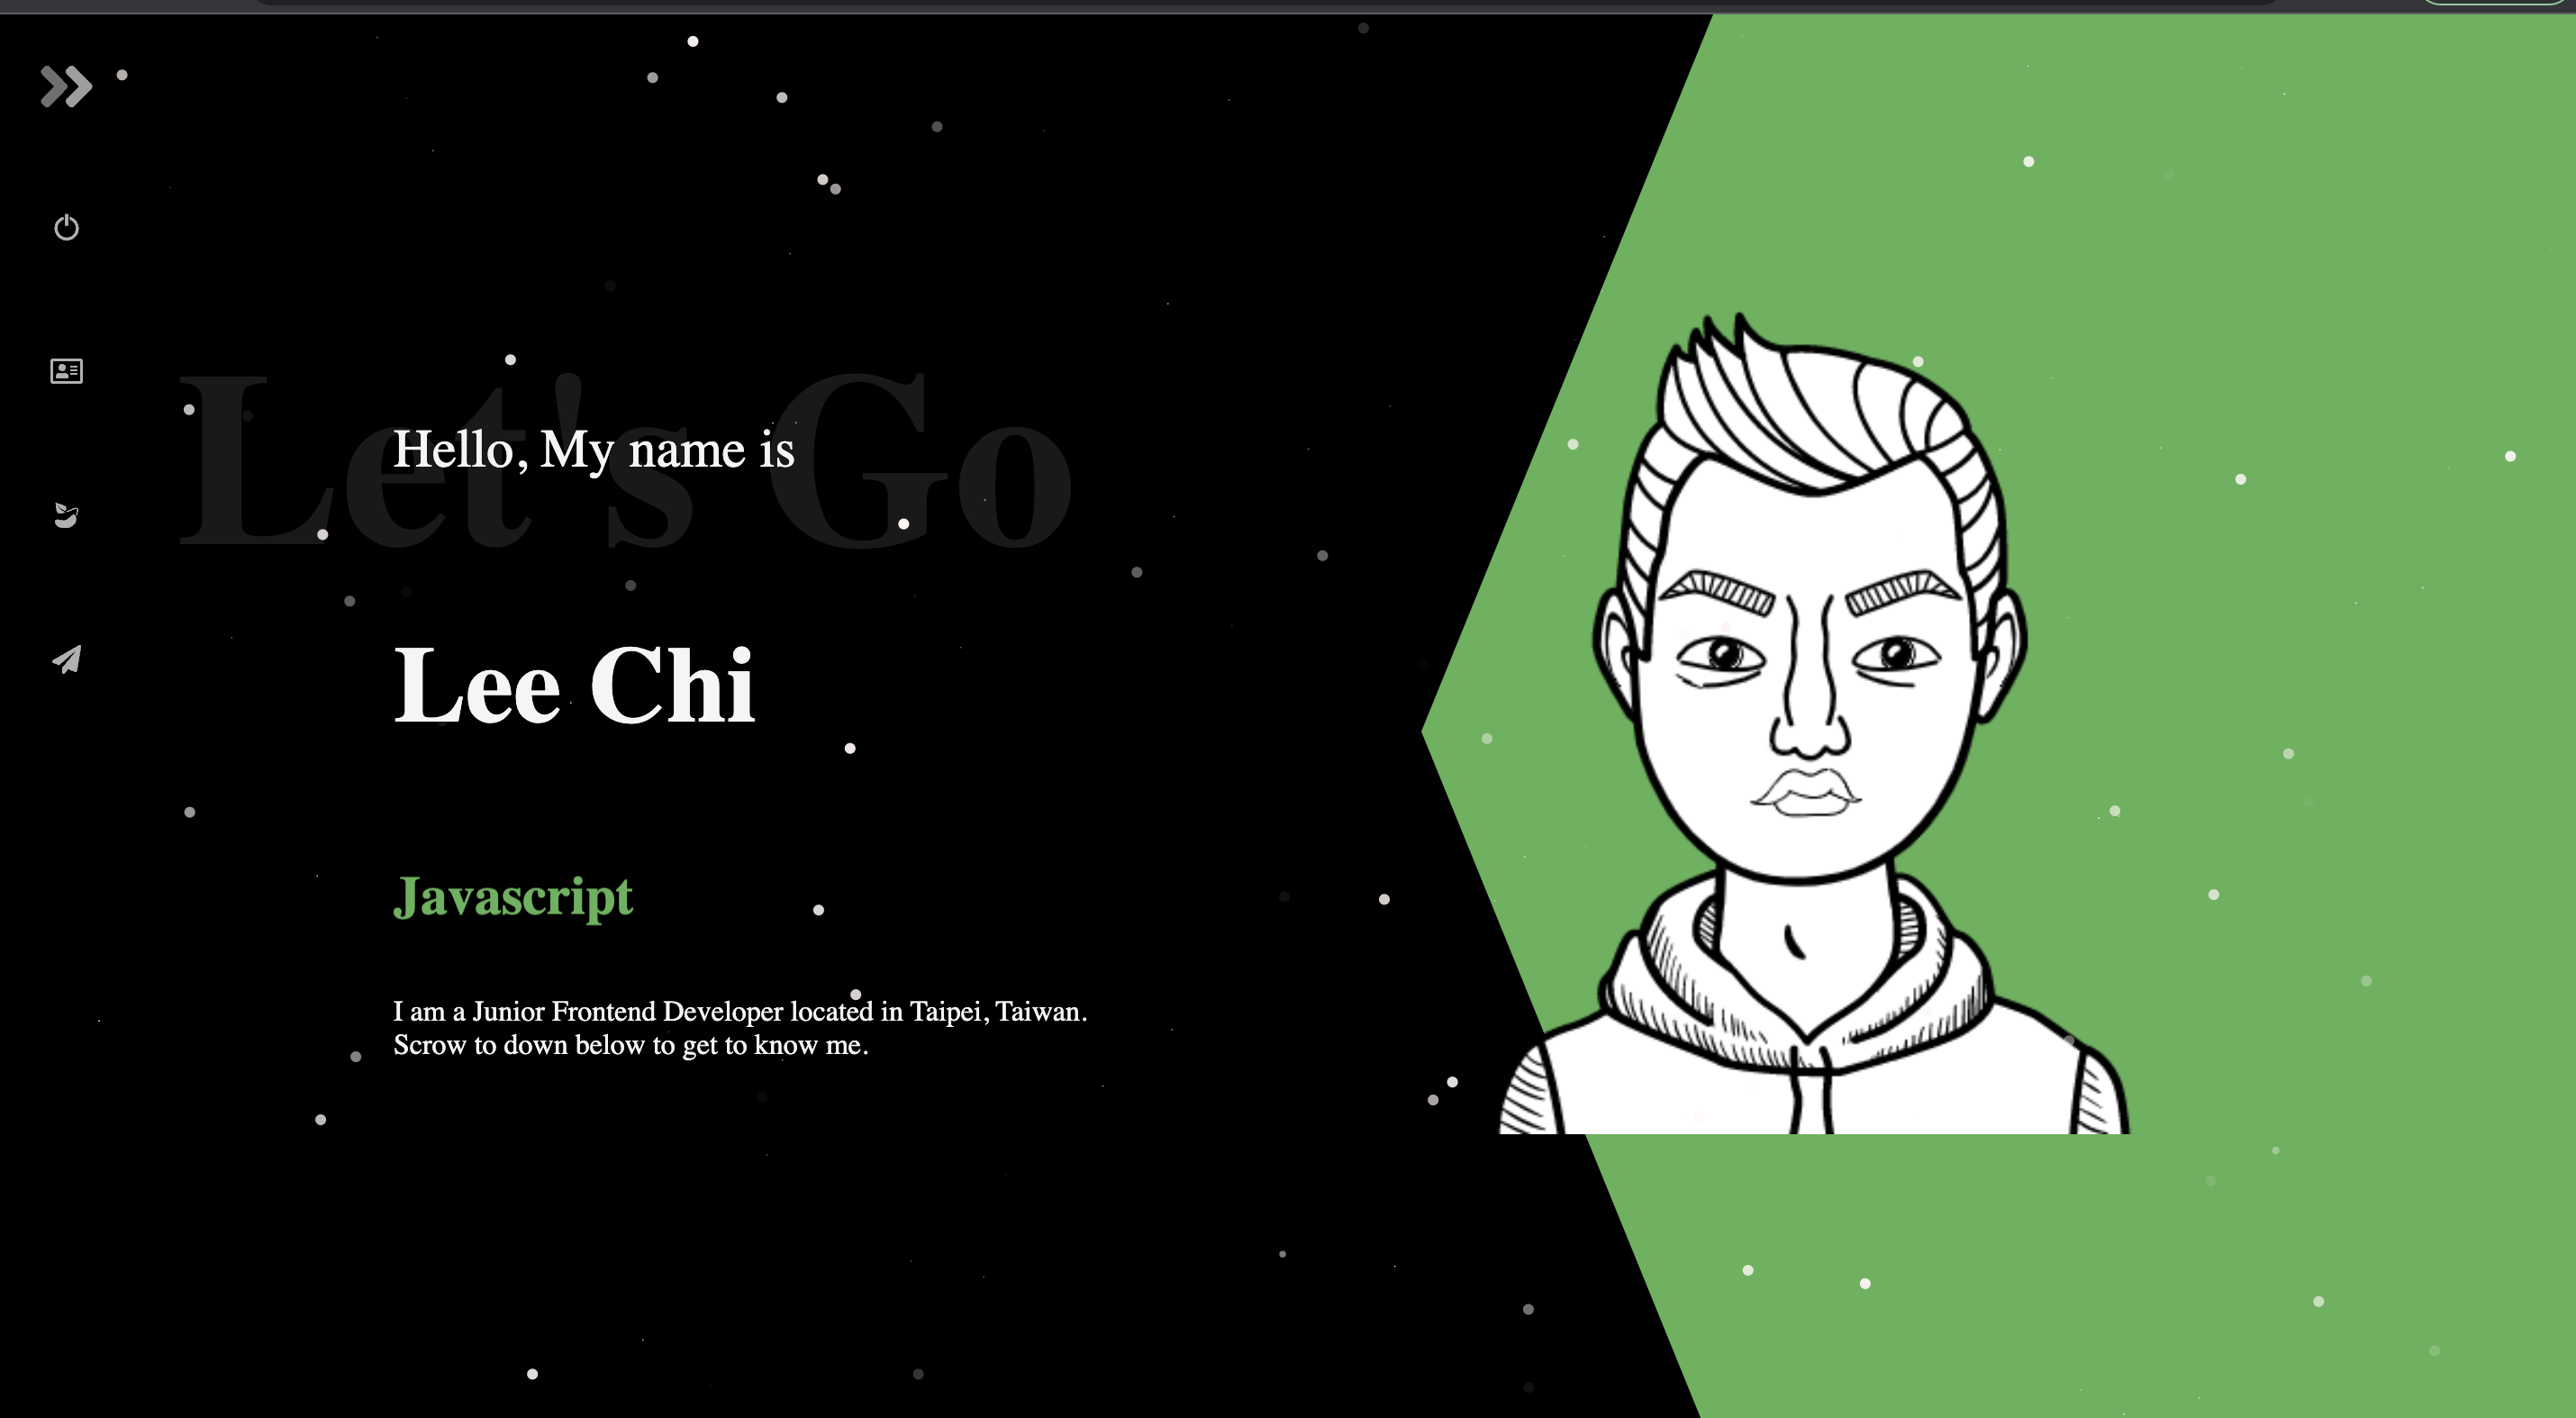 Let's Go
Hello, My name is
Lee Chi
Javascript
I am a Junior Frontend Developer located in Taipei, Taiwan.
Scrow to down below to get to know me.